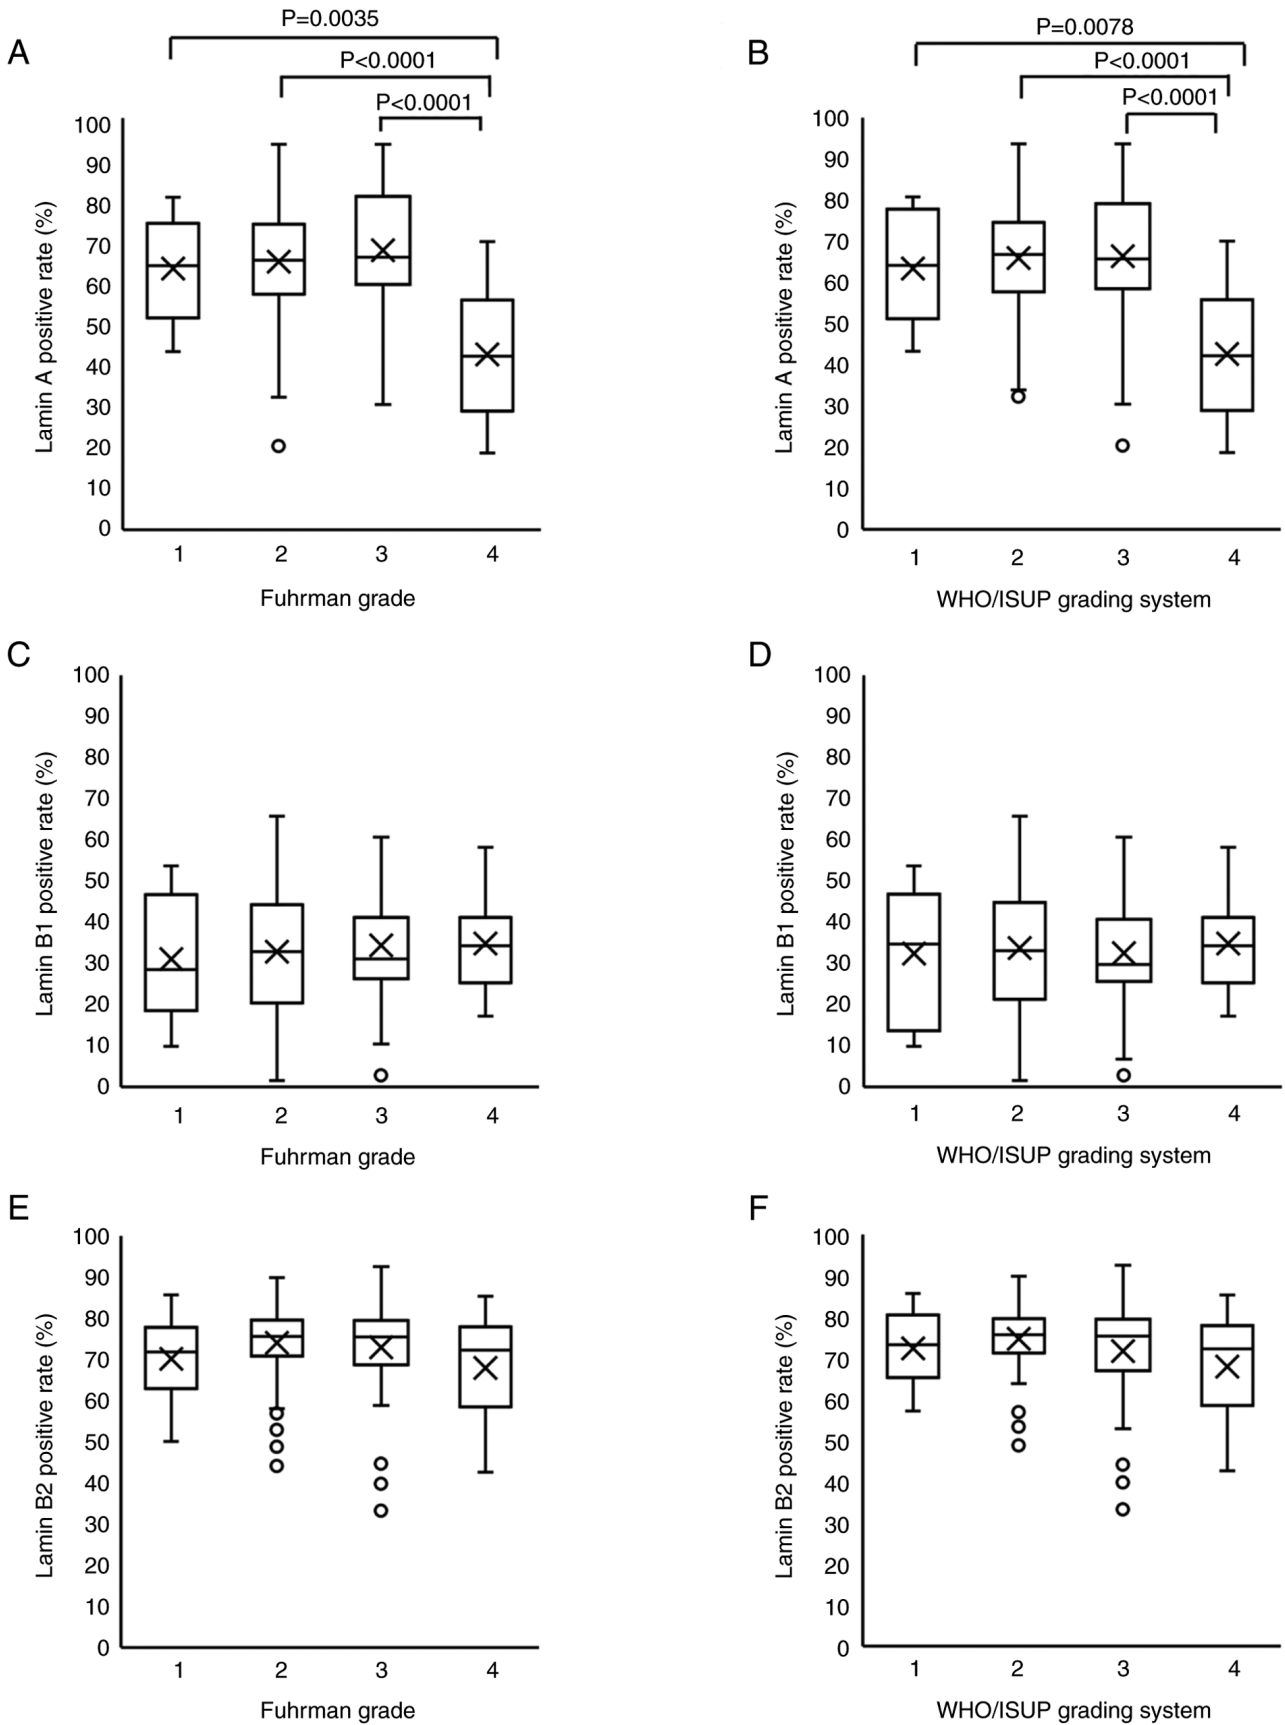 A
P=0.0035
P<0.0001
P<0.0001
100
90
80
70
60
50
40
30
20
10
0
Lamin A positive rate (%)
1 2 3 4
Fuhrman grade
B
P=0.0078
P<0.0001
P<0.0001
100
90
80
70
60
50
40
30
20
10
0
Lamin A positive rate (%)
1 2 3 4
WHO/ISUP grading system
C
100
90
80
70
60
50
40
30
20
10
0
Lamin B1 positive rate (%)
1 2 3 4
Fuhrman grade
D
100
90
80
70
60
50
40
30
20
10
0
Lamin B1 positive rate (%)
1 2 3 4
WHO/ISUP grading system
E
100
90
80
70
60
50
40
30
20
10
0
Lamin B2 positive rate (%)
1 2 3 4
Fuhrman grade
F
100
90
80
70
60
50
40
30
20
10
0
Lamin B2 positive rate (%)
1 2 3 4
WHO/ISUP grading system